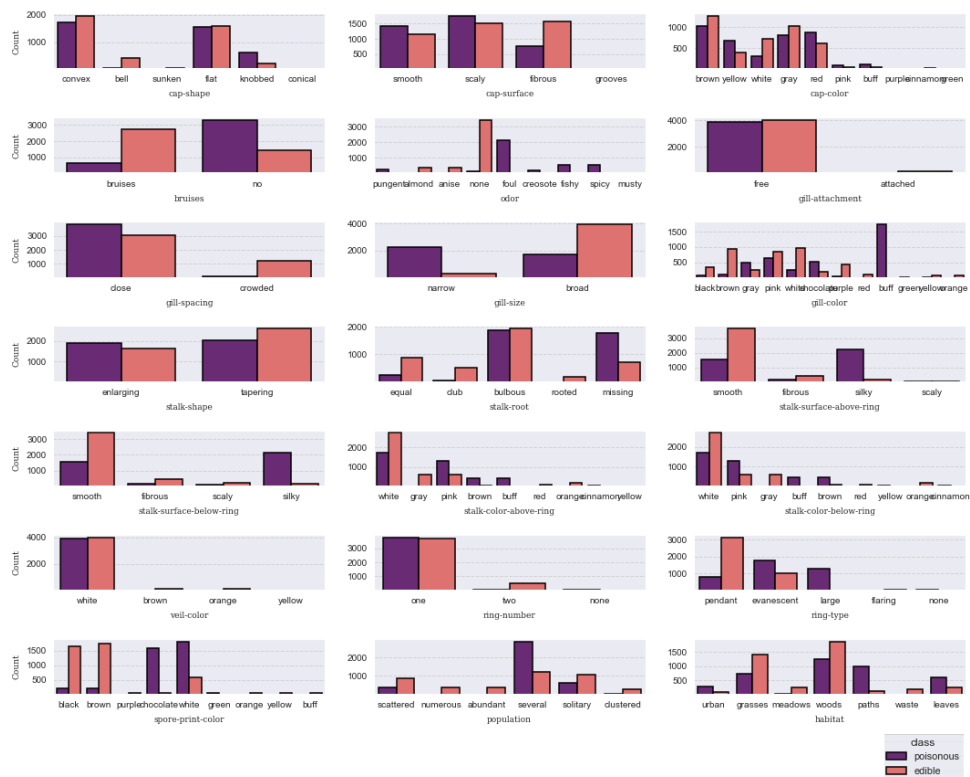 2000
Count
convex bell sunken flat knobbed conical
cap-shape
1500
1000
500
smooth scaly fibrous grooves
cap-surface
1000
500
brown yellow white gray red pink buff purple cinnamon green
cap-color
3000
2000
1000
Count
bruises no
bruises
3000
2000
1000
pungent almond anise none foul creosote fishy spicy musty
odor
4000
2000
free attached
gill-attachment
3000
2000
1000
Count
close crowded
gill-spacing
4000
2000
narrow broad
gill-size
1500
1000
500
black brown gray pink white chocolate purple red buff green yellow orange
gill-color
2000
1000
Count
enlarging tapering
stalk-shape
2000
1000
equal club bulbous rooted missing
stalk-root
3000
2000
1000
smooth fibrous silky scaly
stalk-surface-above-ring
3000
2000
1000
Count
smooth fibrous scaly silky
stalk-surface-below-ring
2000
1000
white gray pink brown buff red orange cinnamon yellow
stalk-color-above-ring
2000
1000
white pink gray buff brown red yellow orange cinnamon
stalk-color-below-ring
4000
2000
Count
white brown orange yellow
veil-color
3000
2000
1000
one two none
ring-number
3000
2000
1000
pendant evanescent large flaring none
ring-type
1500
1000
500
Count
black brown purple chocolate white green orange yellow buff
spore-print-color
2000
1000
scattered numerous abundant several solitary clustered
population
1500
1000
500
urban grasses meadows woods paths waste leaves
habitat
class
poisonous
edible